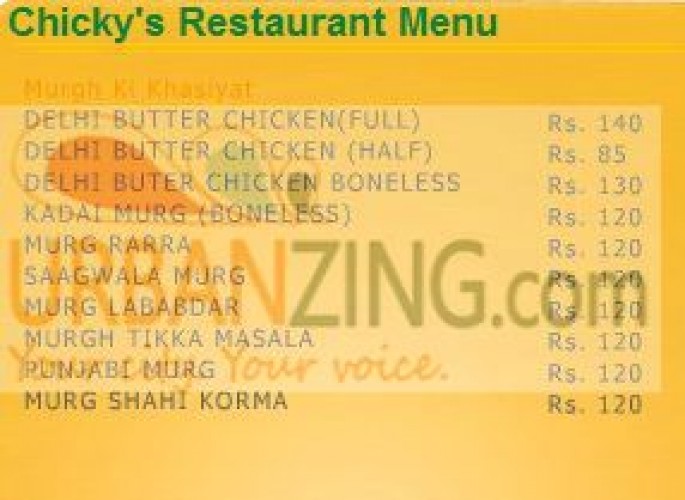 Chicky's Restaurant Menu
Murgh Ki Khasiyat
DELHI BUTTER CHICKEN(FULL) Rs. 140
DELHI BUTTER CHICKEN (HALF) Rs. 85
DELHI BUTER CHICKEN BONELESS Rs. 130
KADAI MURG (BONELESS) Rs. 120
MURG RARRA Rs. 120
SAAGWALA MURG Rs. 120
MURG LABABDAR Rs. 120
MURGH TIKKA MASALA Rs. 120
PUNJABI MURG Rs. 120
MURG SHAHI KORMA Rs. 120
URBANZING.com
Your city Your voice.